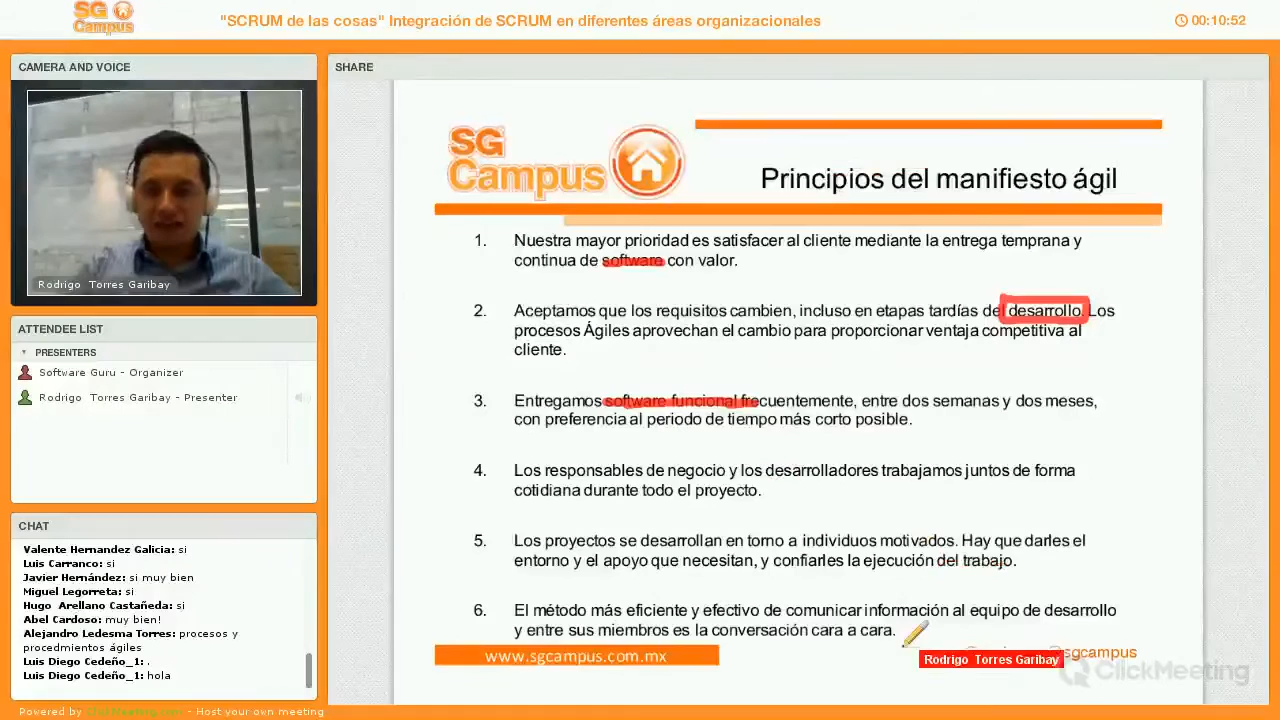 SG Campus
"SCRUM de las cosas" Integración de SCRUM en diferentes áreas organizacionales
00:10:52
CAMERA AND VOICE
Rodrigo Torres Garibay
ATTENDEE LIST
PRESENTERS
Software Guru - Organizer
Rodrigo Torres Garibay - Presenter
CHAT
Valente Hernandez Galicia: si
Luis Carranco: si
Javier Hernández: si muy bien
Miguel Legorreta: si
Hugo Arellano Castañeda: si
Abel Cardoso: muy bien!
Alejandro Ledesma Torres: procesos y
procedmientos ágiles
Luis Diego Cedeño_1: .
Luis Diego Cedeño_1: hola
SHARE
SG
Campus
Principios del manifiesto ágil
1. Nuestra mayor prioridad es satisfacer al cliente mediante la entrega temprana y
continua de software con valor.
2. Aceptamos que los requisitos cambien, incluso en etapas tardías del desarrollo. Los
procesos Ágiles aprovechan el cambio para proporcionar ventaja competitiva al
cliente.
3. Entregamos software funcional frecuentemente, entre dos semanas y dos meses,
con preferencia al periodo de tiempo más corto posible.
4. Los responsables de negocio y los desarrolladores trabajamos juntos de forma
cotidiana durante todo el proyecto.
5. Los proyectos se desarrollan en torno a individuos motivados. Hay que darles el
entorno y el apoyo que necesitan, y confiarles la ejecución del trabajo.
6. El método más eficiente y efectivo de comunicar información al equipo de desarrollo
y entre sus miembros es la conversación cara a cara.
www.sgcampus.com.mx
sgcampus
Rodrigo Torres Garibay
ClickMeeting
Powered by ClickMeeting.com - Host your own meeting